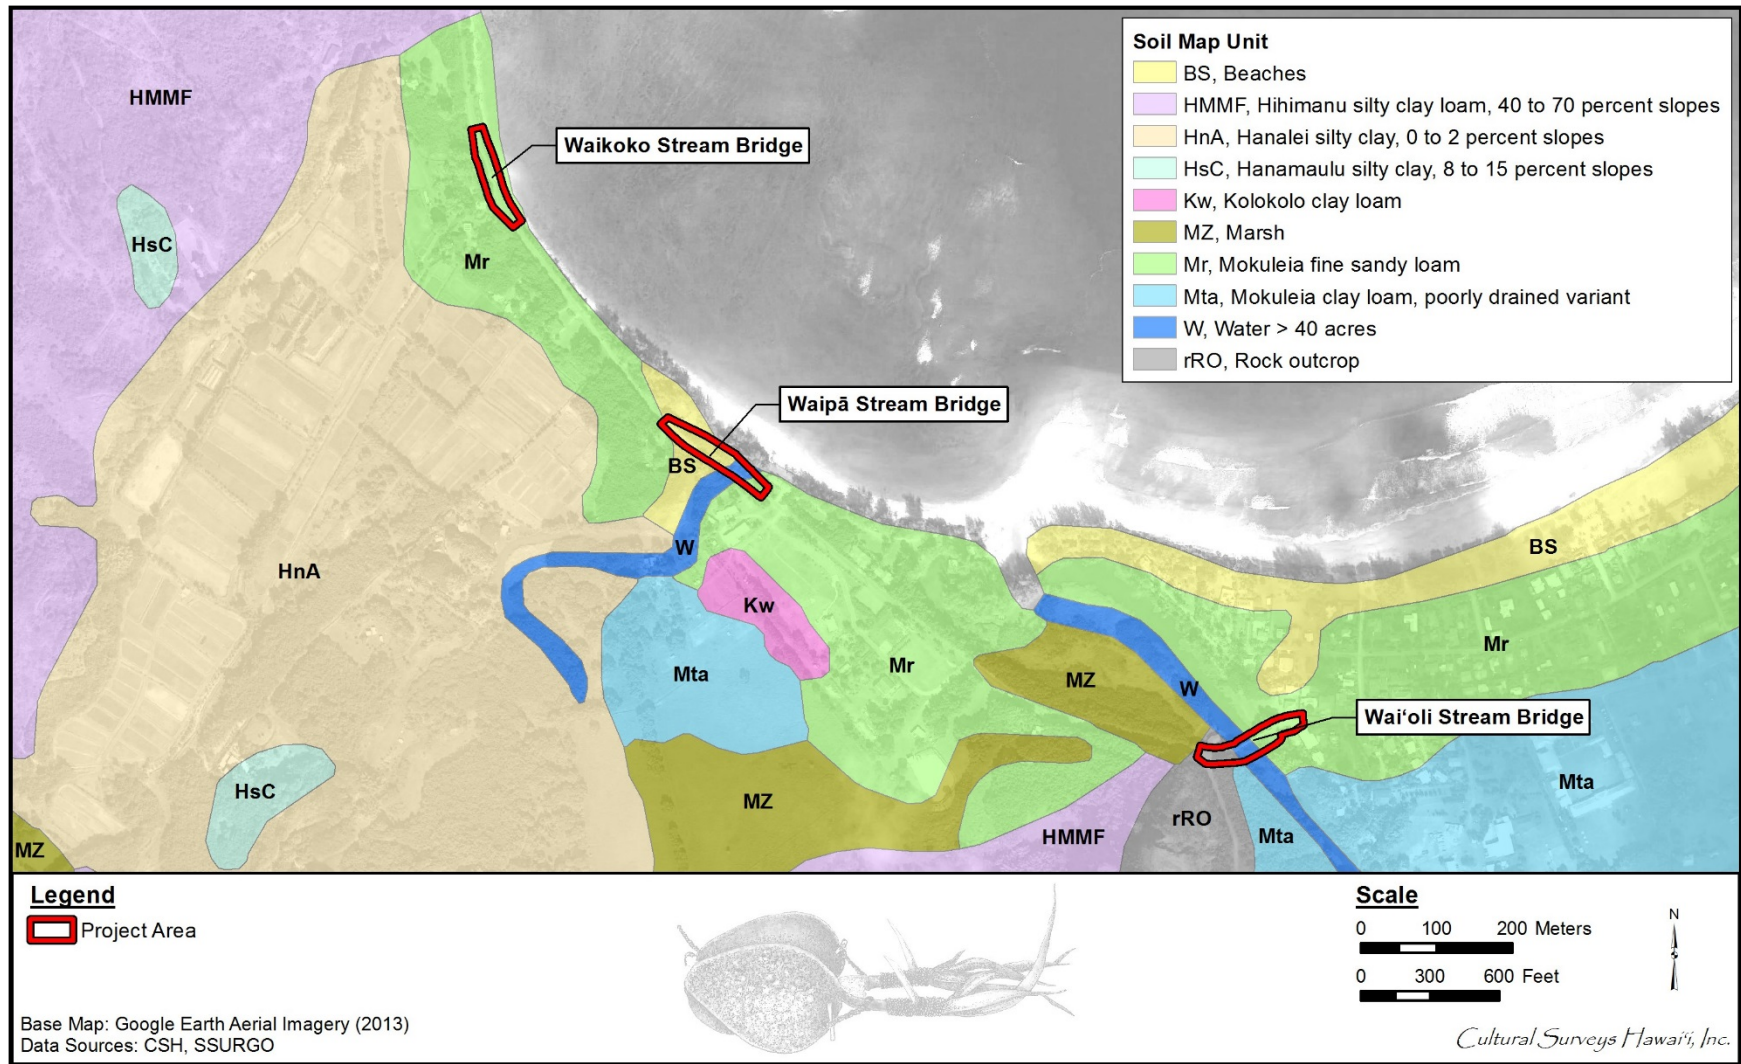 Soil Map Unit
BS, Beaches
HMMF, Hihimanu silty clay loam, 40 to 70 percent slopes
HnA, Hanalei silty clay, 0 to 2 percent slopes
HsC, Hanamaulu silty clay, 8 to 15 percent slopes
Kw, Kolokolo clay loam
MZ, Marsh
Mr, Mokuleia fine sandy loam
Mta, Mokuleia clay loam, poorly drained variant
W, Water > 40 acres
rRO, Rock outcrop
HMMF
Waikoko Stream Bridge
HsC
Mr
Waipā Stream Bridge
BS
W
BS
HnA
Kw
Mr
Mta
Mr
MZ
W
Waiʻoli Stream Bridge
HsC
MZ
Mta
rRO
HMMF
Mta
MZ
Legend
Project Area
Scale
0 100 200 Meters
0 300 600 Feet
N
Base Map: Google Earth Aerial Imagery (2013)
Data Sources: CSH, SSURGO
Cultural Surveys Hawaiʻi, Inc.